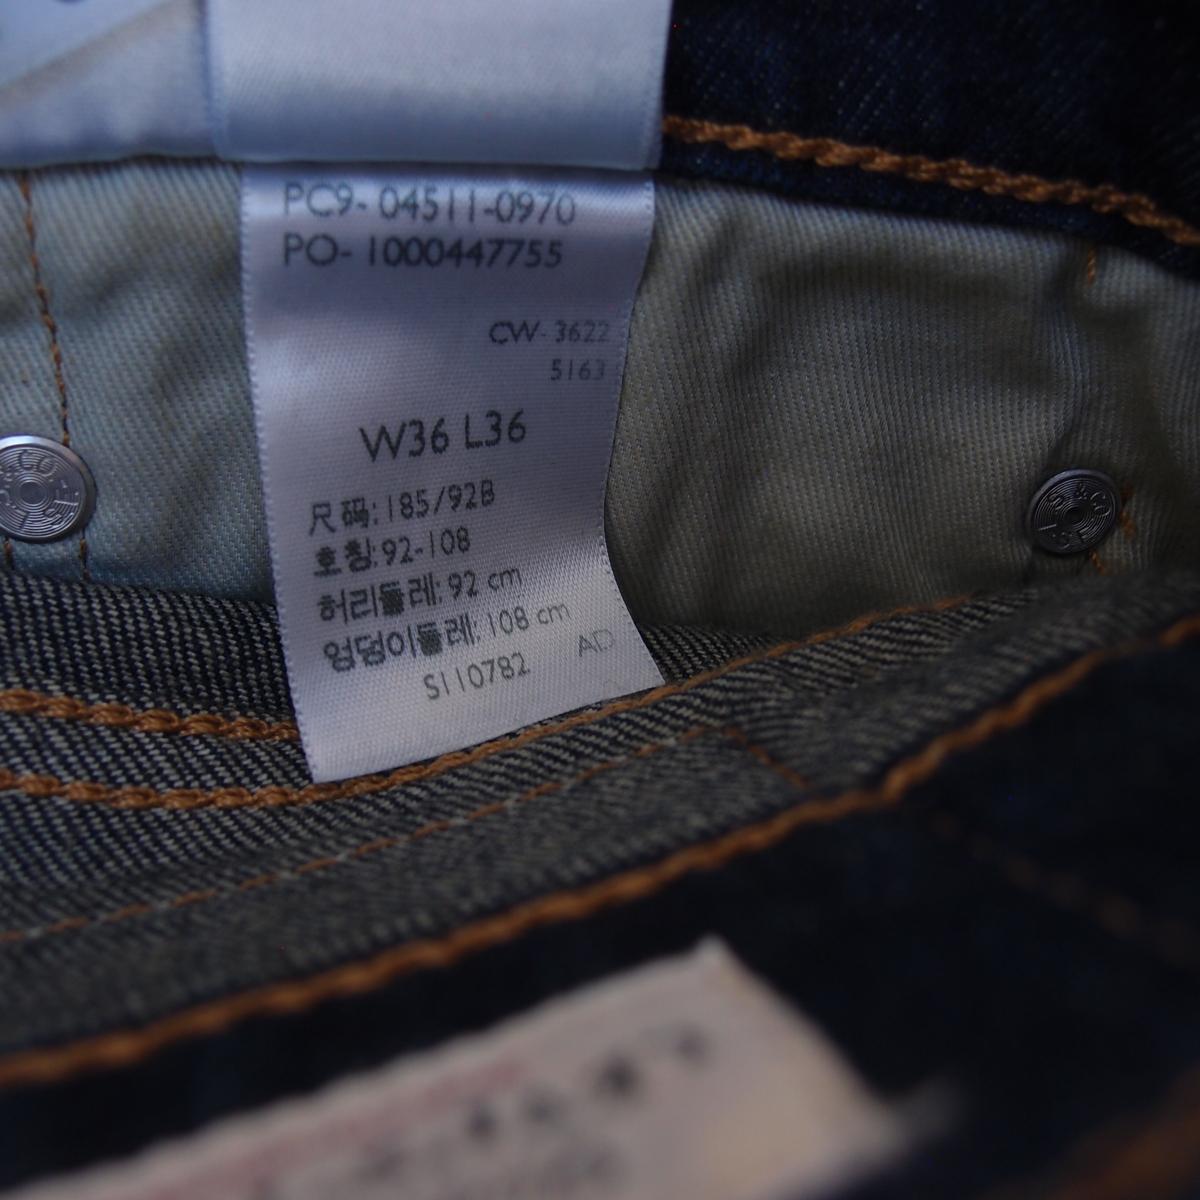 PC9- 04511-0970
PO- 1000447755
CW- 3622
5163
W36 L36
尺码: 185/92B
호칭: 92-108
허리둘레: 92 cm
엉덩이둘레: 108 cm
S110782
AD